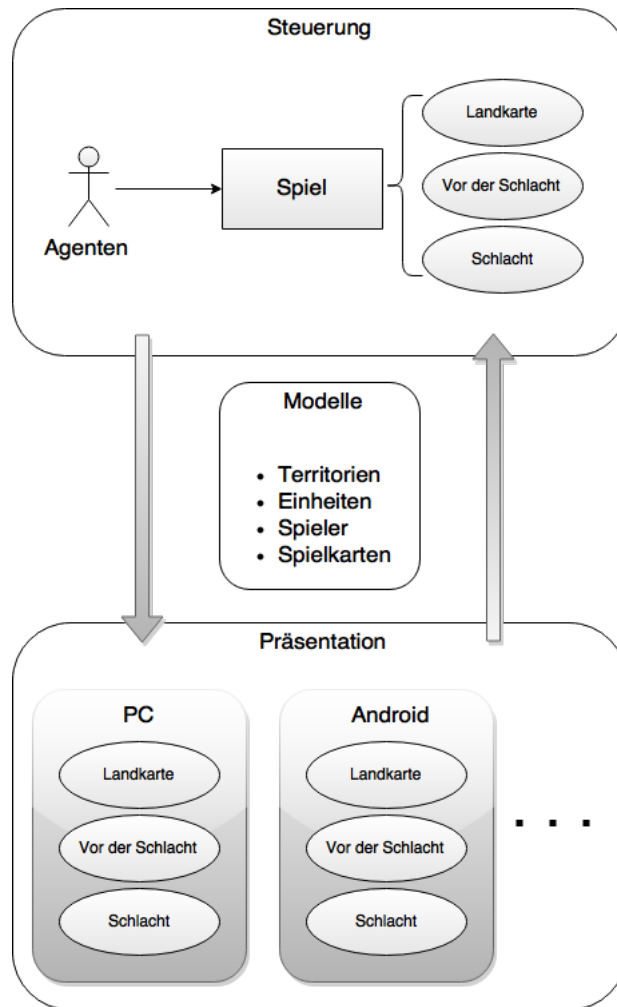 Steuerung
Agenten
Spiel
Landkarte
Vor der Schlacht
Schlacht
Modelle
• Territorien
• Einheiten
• Spieler
• Spielkarten
Präsentation
PC
Landkarte
Vor der Schlacht
Schlacht
Android
Landkarte
Vor der Schlacht
Schlacht
. . .